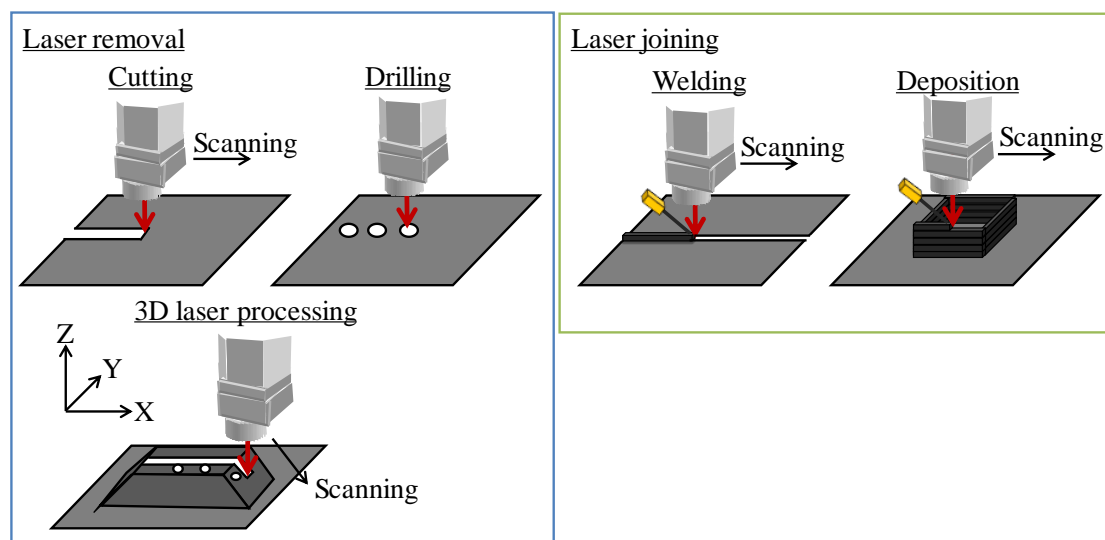 Laser removal
Cutting
Scanning
Drilling
3D laser processing
Z
Y
X
Scanning
Laser joining
Welding
Scanning
Deposition
Scanning